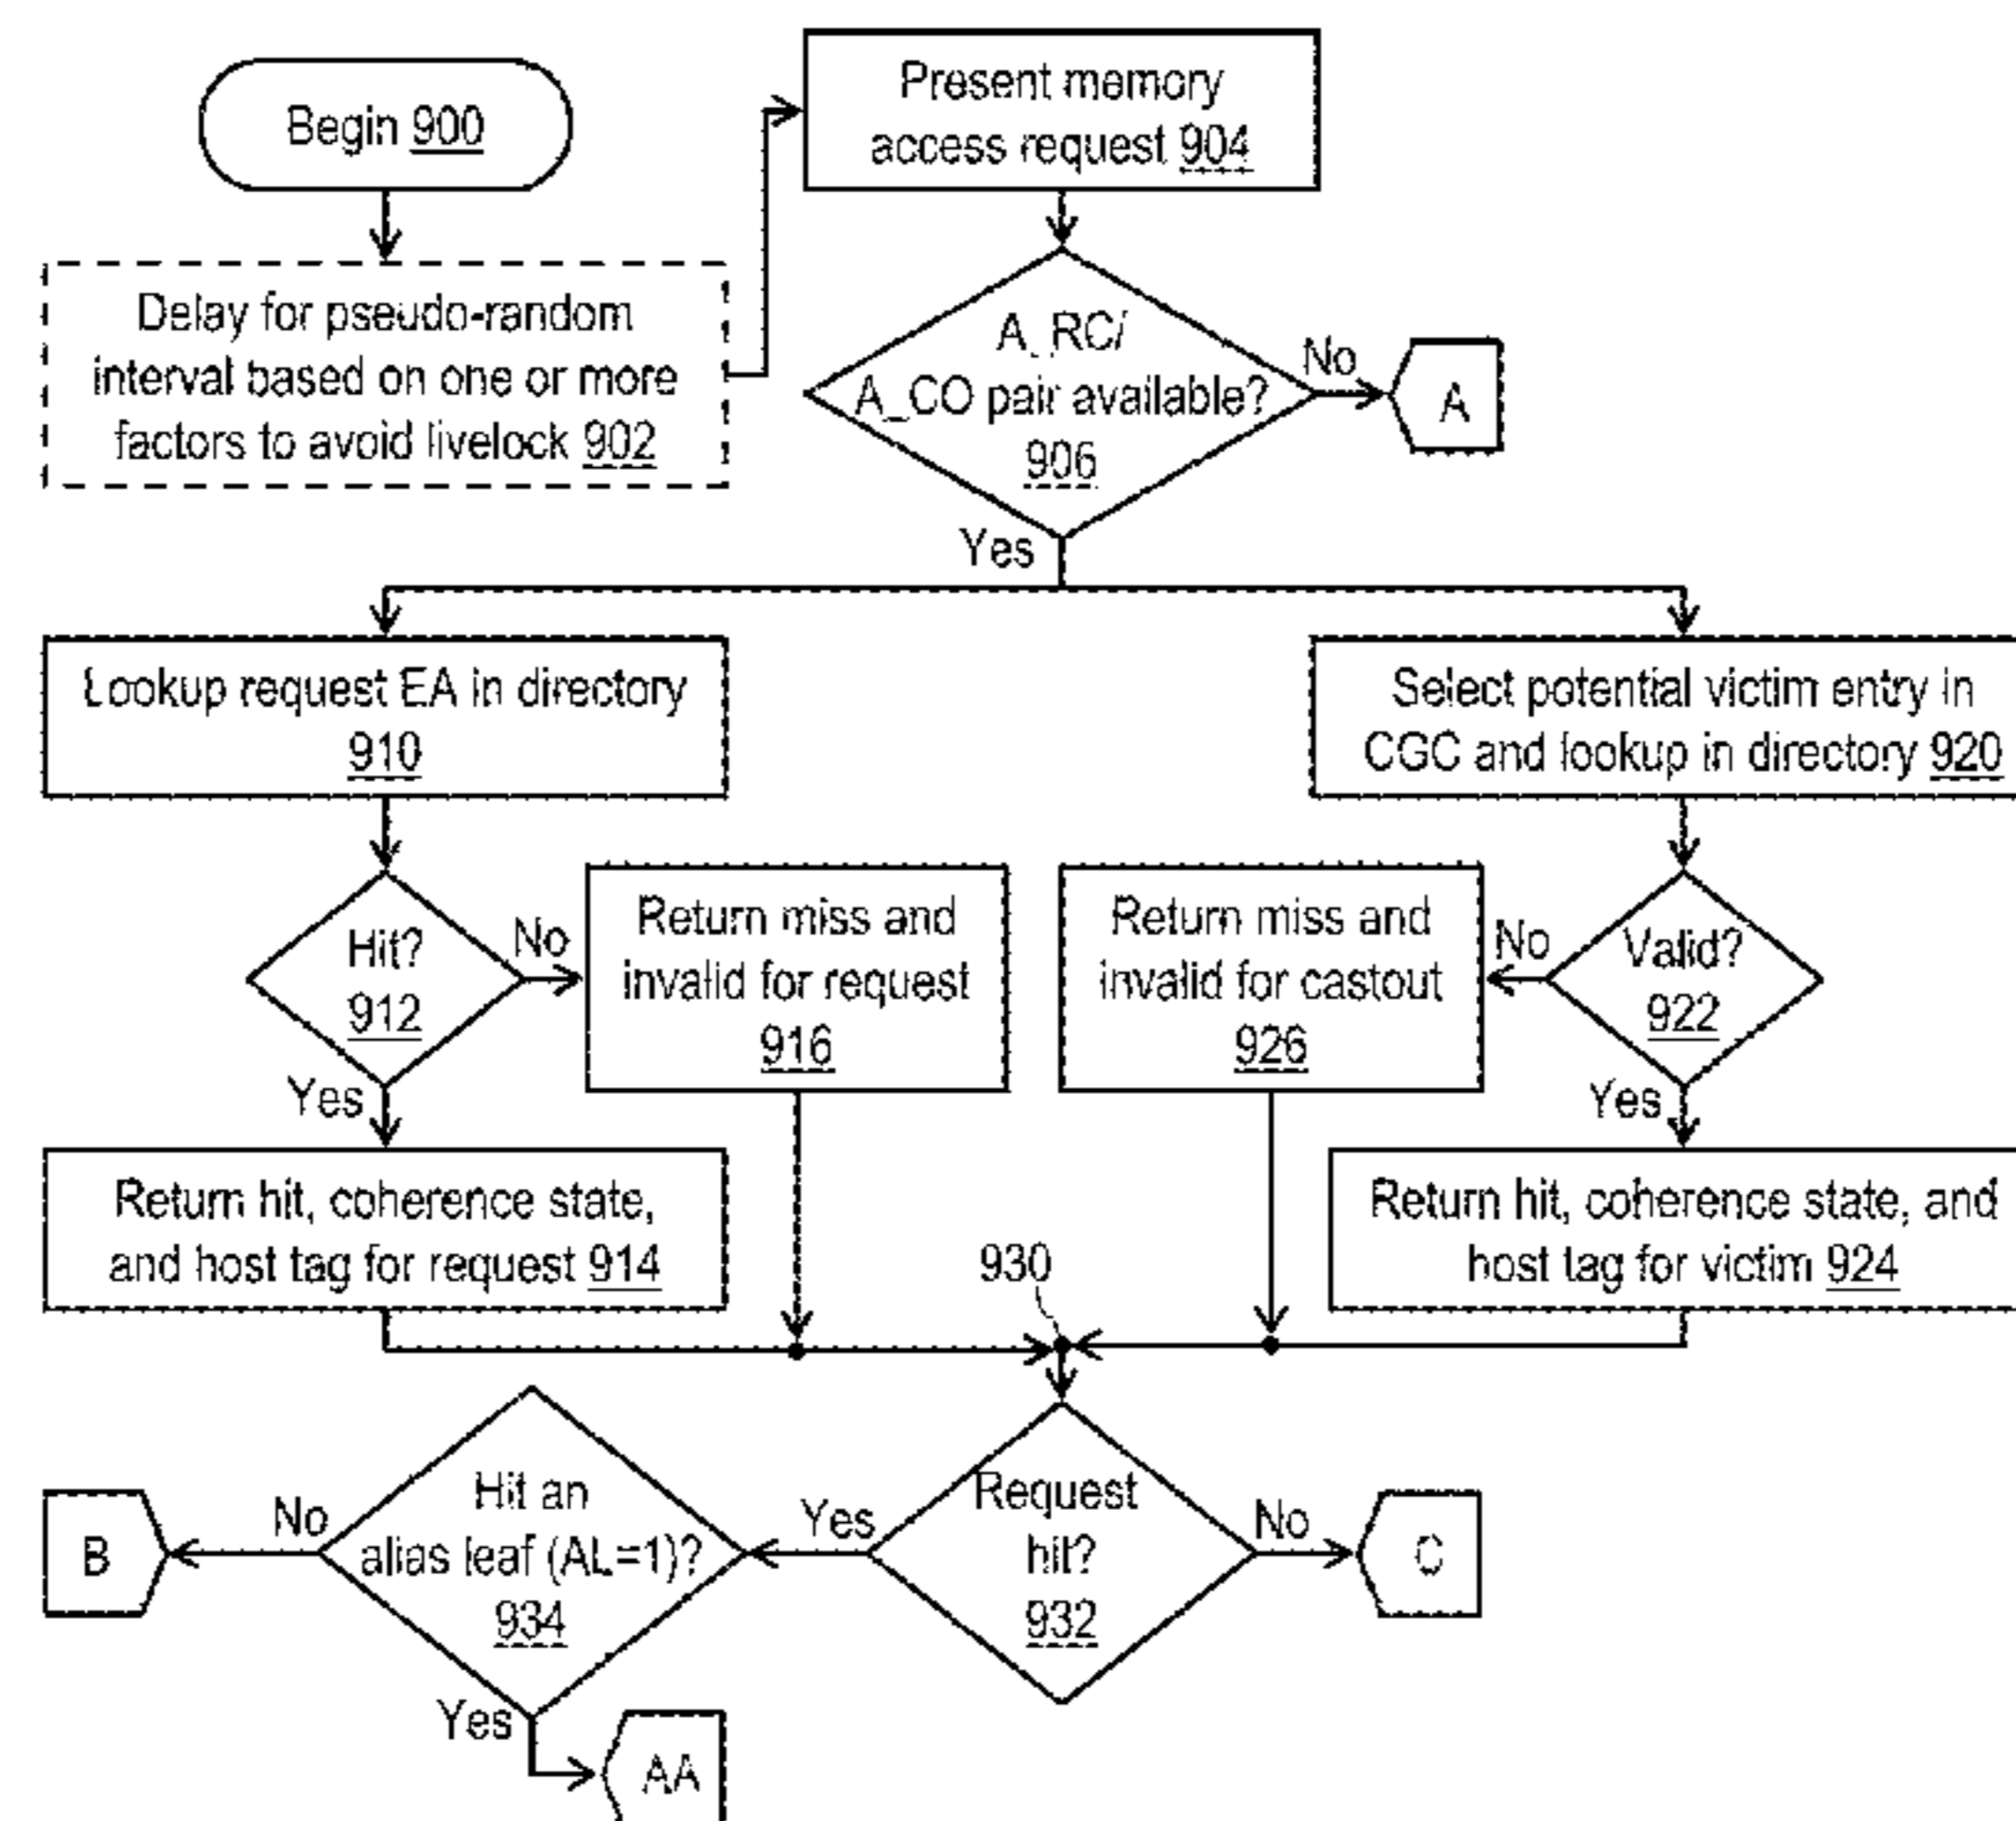 Begin 900
Present memory
access request 904
Delay for pseudo-random
interval based on one or more
factors to avoid livelock 902
A_RC/
A_CO pair available?
906
No
A
Yes
Lookup request EA in directory
910
Select potential victim entry in
CGC and lookup in directory 920
Hit?
912
No
Return miss and
invalid for request
916
Return miss and
invalid for castout
926
No
Valid?
922
Yes
Yes
Return hit, coherence state,
and host tag for request 914
930
Return hit, coherence state, and
host tag for victim 924
B
No
Hit an
alias leaf (AL=1)?
934
Yes
Request
hit?
932
No
C
Yes
AA